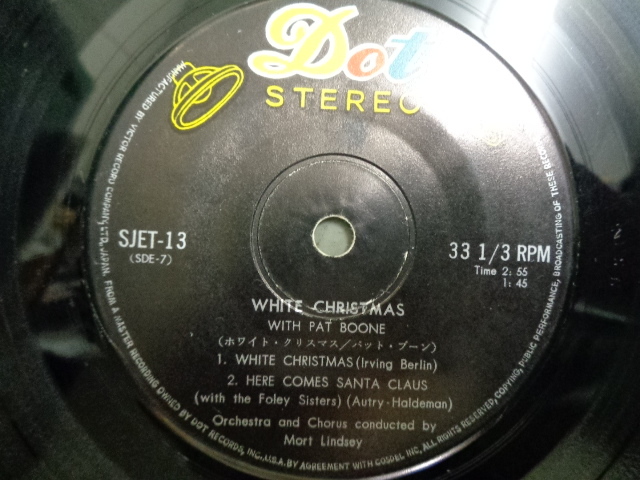 Dot
STEREO
SJET-13
(SDE-7)
33 1/3 RPM
Time 2: 55
1: 45
WHITE CHRISTMAS
WITH PAT BOONE
(ホワイト・クリスマス／パット・ブーン)
1. WHITE CHRISTMAS (Irving Berlin)
2. HERE COMES SANTA CLAUS
(with the Foley Sisters) (Autry-Haldeman)
Orchestra and Chorus conducted by
Mort Lindsey
MANUFACTURED BY VICTOR RECORD COMPANY, LTD. JAPAN. FROM A MASTER RECORDING OWNED BY DOT RECORDS, INC., U.S.A. BY AGREEMENT WITH COSDEL INC. ALL RIGHTS RESERVED, COPYING, PUBLIC PERFORMANCE, BROADCASTING OF THESE RECORDS